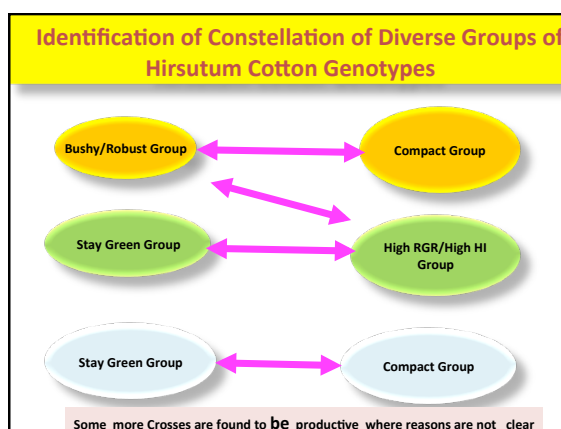 Identification of Constellation of Diverse Groups of
Hirsutum Cotton Genotypes
Bushy/Robust Group
Compact Group
Stay Green Group
High RGR/High HI
Group
Stay Green Group
Compact Group
Some more Crosses are found to be productive where reasons are not clear